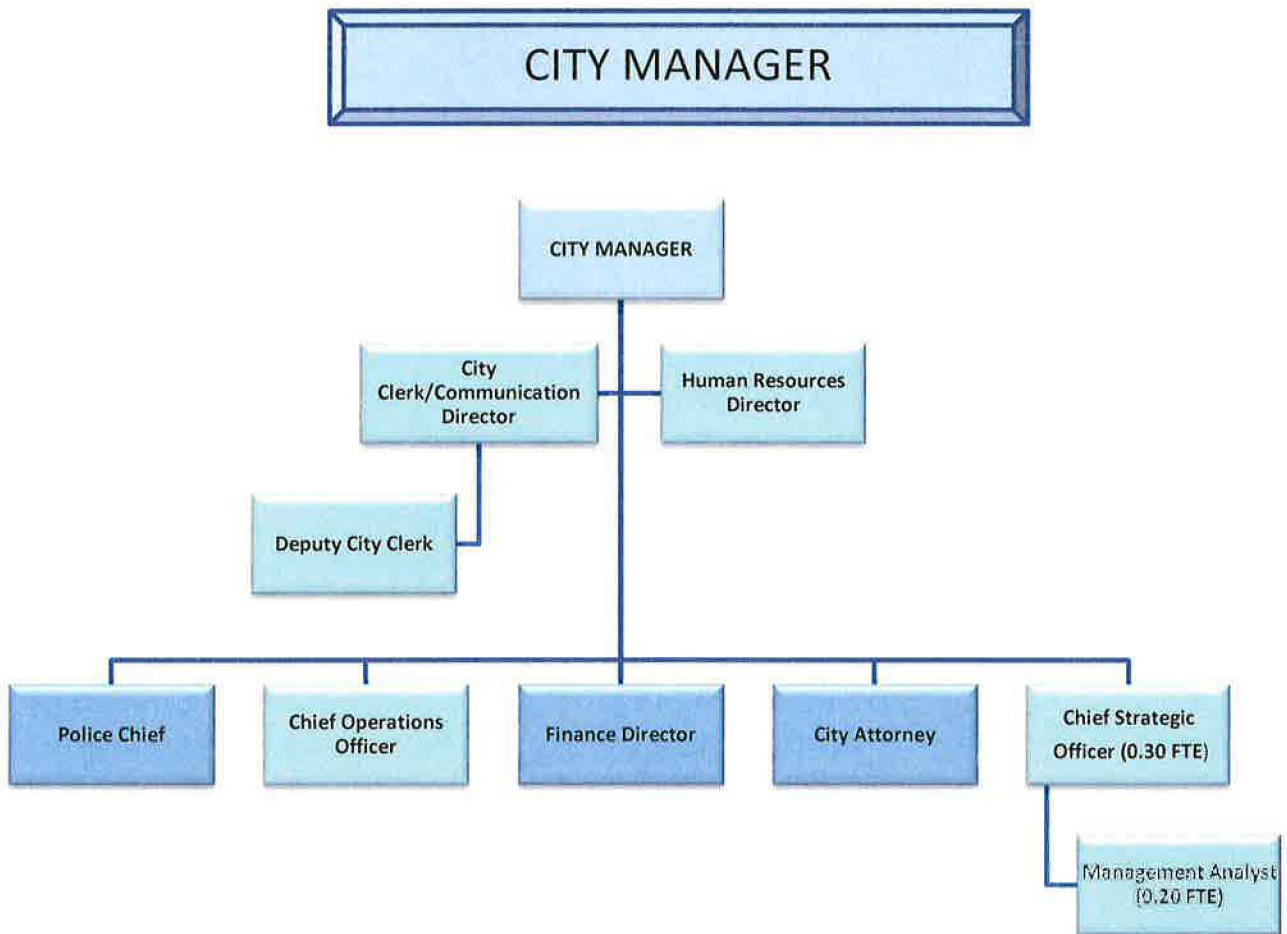 CITY MANAGER
CITY MANAGER
City
Clerk/Communication
Director
Human Resources
Director
Deputy City Clerk
Police Chief
Chief Operations
Officer
Finance Director
City Attorney
Chief Strategic
Officer (0.30 FTE)
Management Analyst
(0.20 FTE)